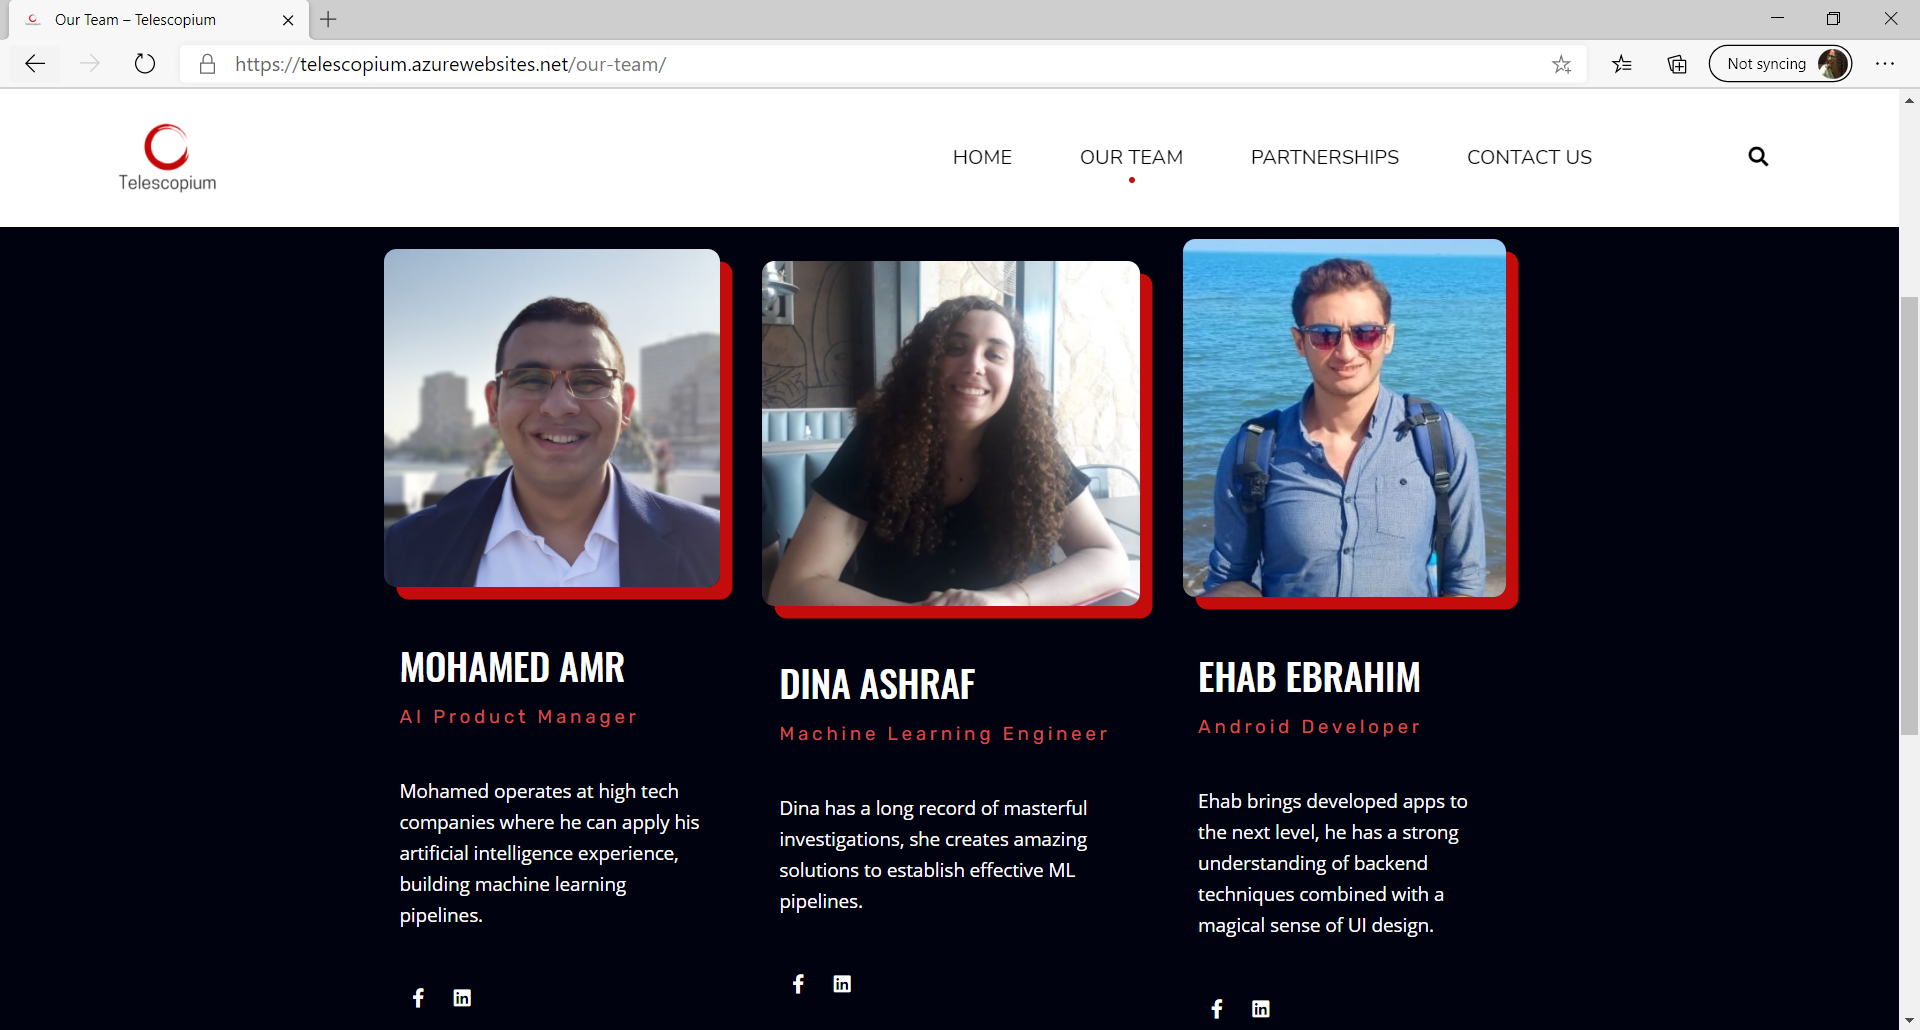 Our Team – Telescopium
https://telescopium.azurewebsites.net/our-team/
Not syncing
Telescopium
HOME
OUR TEAM
PARTNERSHIPS
CONTACT US
MOHAMED AMR
AI Product Manager
Mohamed operates at high tech
companies where he can apply his
artificial intelligence experience,
building machine learning
pipelines.
DINA ASHRAF
Machine Learning Engineer
Dina has a long record of masterful
investigations, she creates amazing
solutions to establish effective ML
pipelines.
EHAB EBRAHIM
Android Developer
Ehab brings developed apps to
the next level, he has a strong
understanding of backend
techniques combined with a
magical sense of UI design.